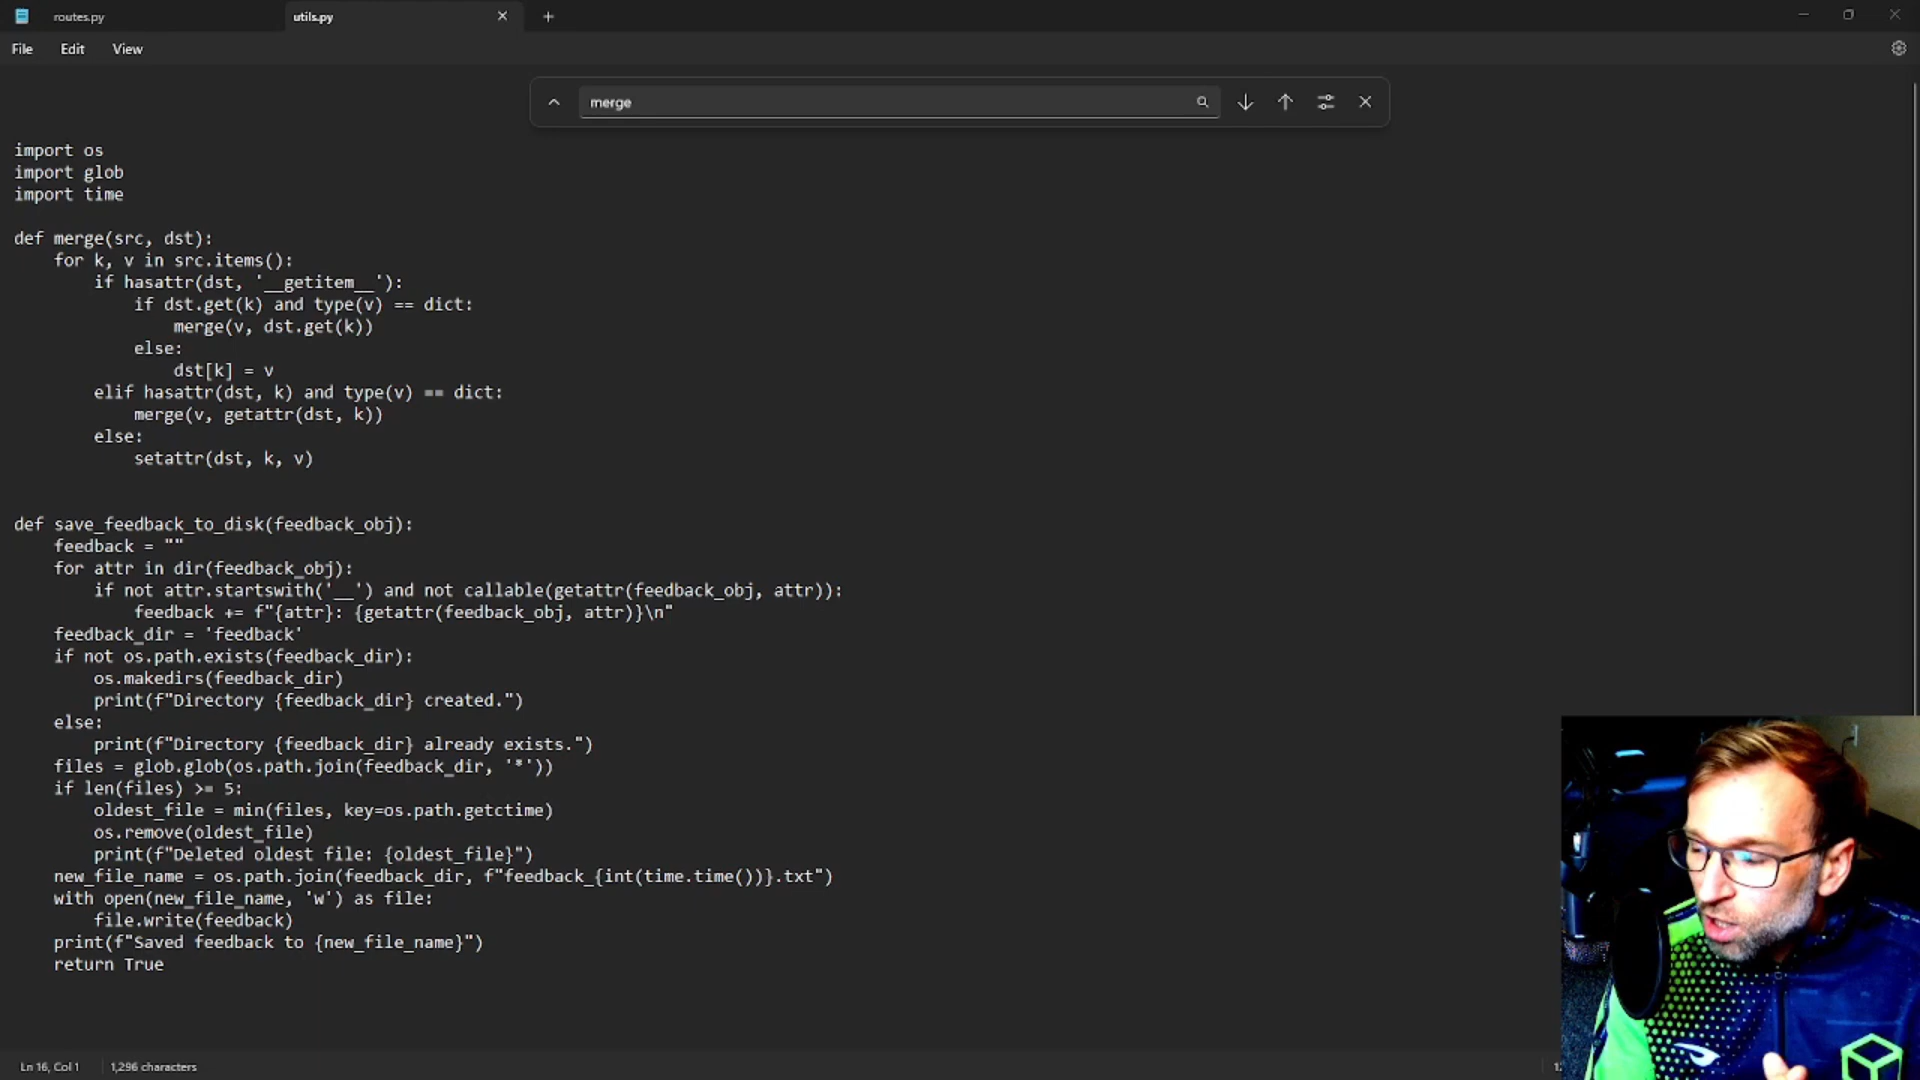 routes.py
utils.py
File Edit View
merge
import os
import glob
import time
def merge(src, dst):
    for k, v in src.items():
        if hasattr(dst, '__getitem__'):
            if dst.get(k) and type(v) == dict:
                merge(v, dst.get(k))
            else:
                dst[k] = v
        elif hasattr(dst, k) and type(v) == dict:
            merge(v, getattr(dst, k))
        else:
            setattr(dst, k, v)
def save_feedback_to_disk(feedback_obj):
    feedback = ""
    for attr in dir(feedback_obj):
        if not attr.startswith('__') and not callable(getattr(feedback_obj, attr)):
            feedback += f"{attr}: {getattr(feedback_obj, attr)}\n"
    feedback_dir = 'feedback'
    if not os.path.exists(feedback_dir):
        os.makedirs(feedback_dir)
        print(f"Directory {feedback_dir} created.")
    else:
        print(f"Directory {feedback_dir} already exists.")
    files = glob.glob(os.path.join(feedback_dir, '*'))
    if len(files) >= 5:
        oldest_file = min(files, key=os.path.getctime)
        os.remove(oldest_file)
        print(f"Deleted oldest file: {oldest_file}")
    new_file_name = os.path.join(feedback_dir, f"feedback_{int(time.time())}.txt")
    with open(new_file_name, 'w') as file:
        file.write(feedback)
    print(f"Saved feedback to {new_file_name}")
    return True
Ln 16, Col 1
1,296 characters